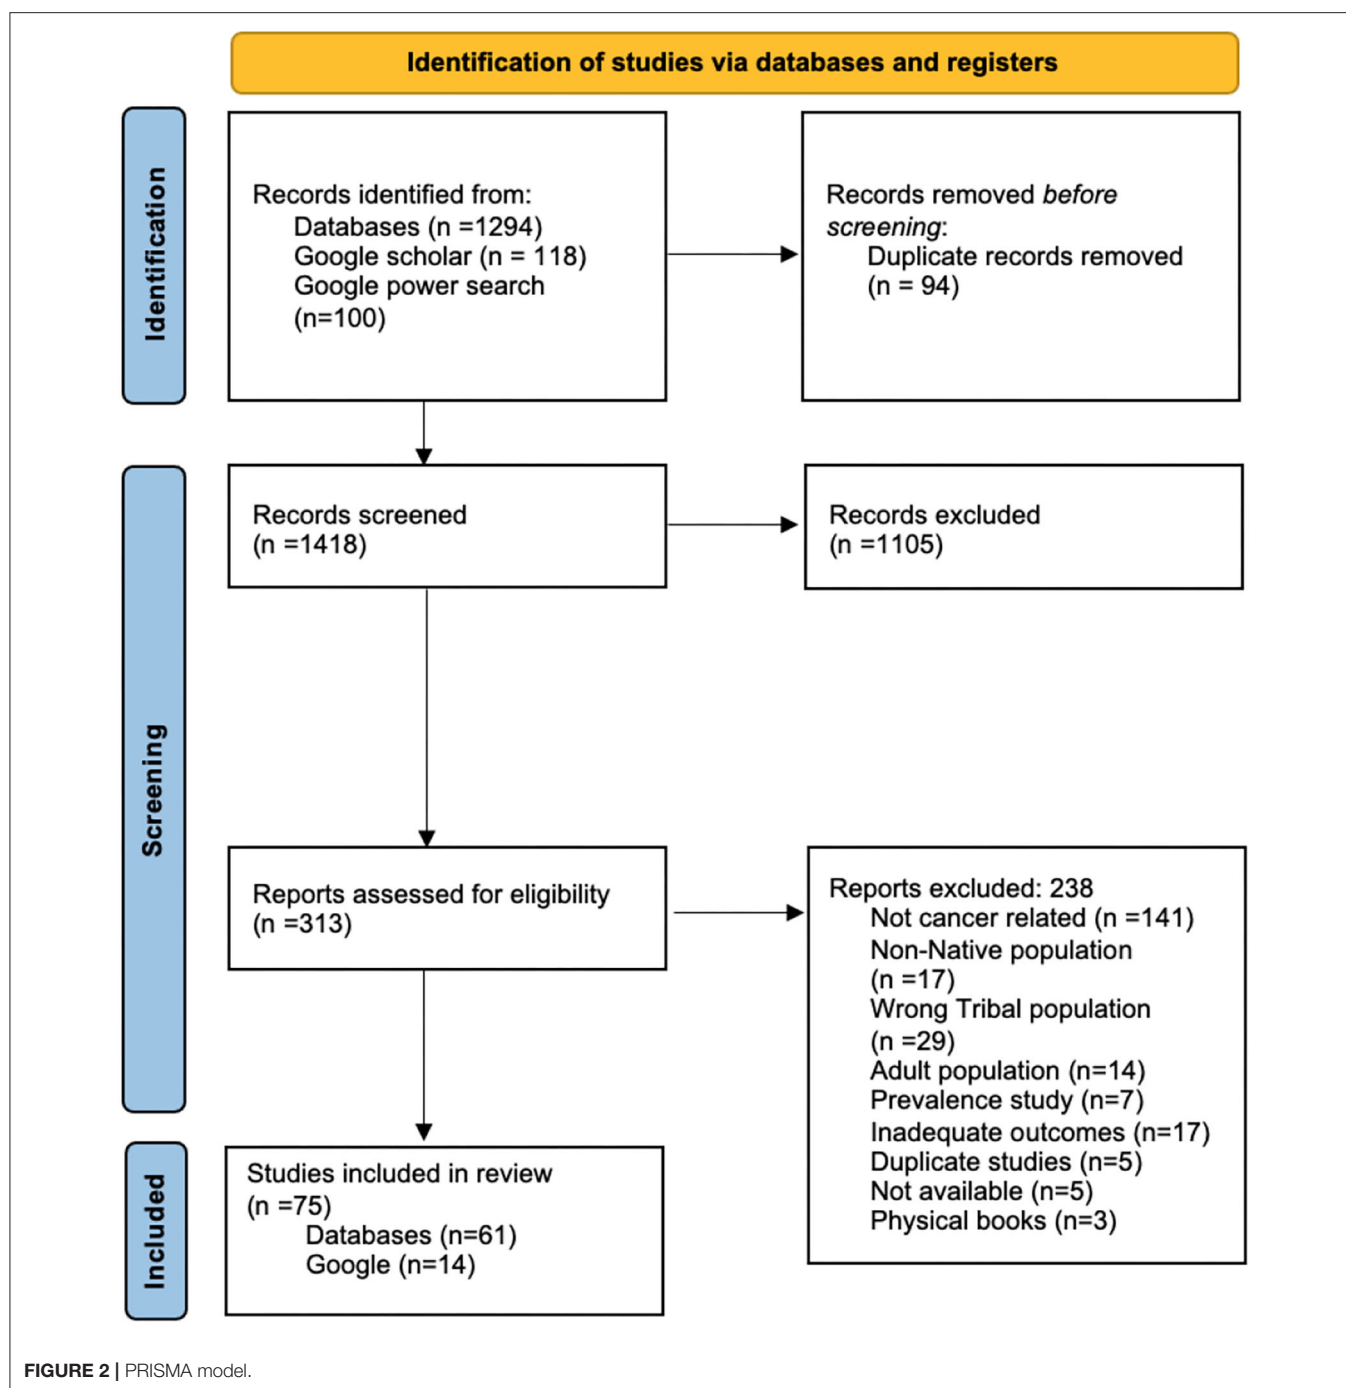 Identification of studies via databases and registers
Identification
Records identified from:
Databases (n =1294)
Google scholar (n = 118)
Google power search
(n=100)
Records removed before
screening:
Duplicate records removed
(n = 94)
Screening
Records screened
(n =1418)
Records excluded
(n =1105)
Reports assessed for eligibility
(n =313)
Reports excluded: 238
Not cancer related (n =141)
Non-Native population
(n =17)
Wrong Tribal population
(n =29)
Adult population (n=14)
Prevalence study (n=7)
Inadequate outcomes (n=17)
Duplicate studies (n=5)
Not available (n=5)
Physical books (n=3)
Included
Studies included in review
(n =75)
Databases (n=61)
Google (n=14)
FIGURE 2 | PRISMA model.